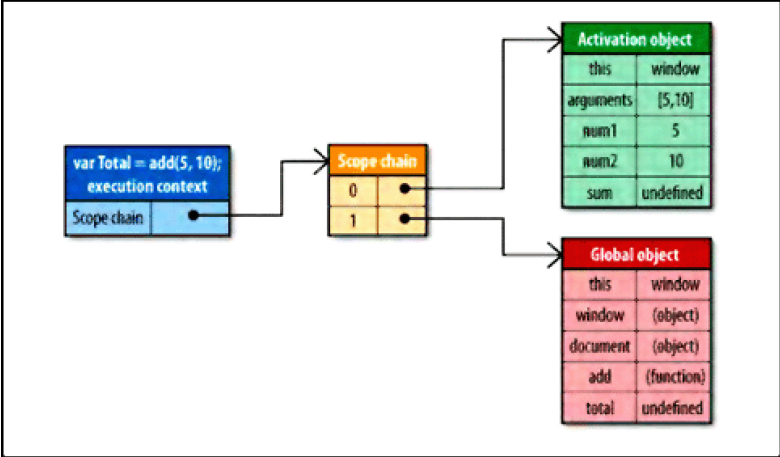 var Total = add(5, 10);
execution context
Scope chain
Scope chain
0
1
Activation object
this window
arguments [5,10]
num1 5
num2 10
sum undefined
Global object
this window
window (object)
document (object)
add (function)
total undefined